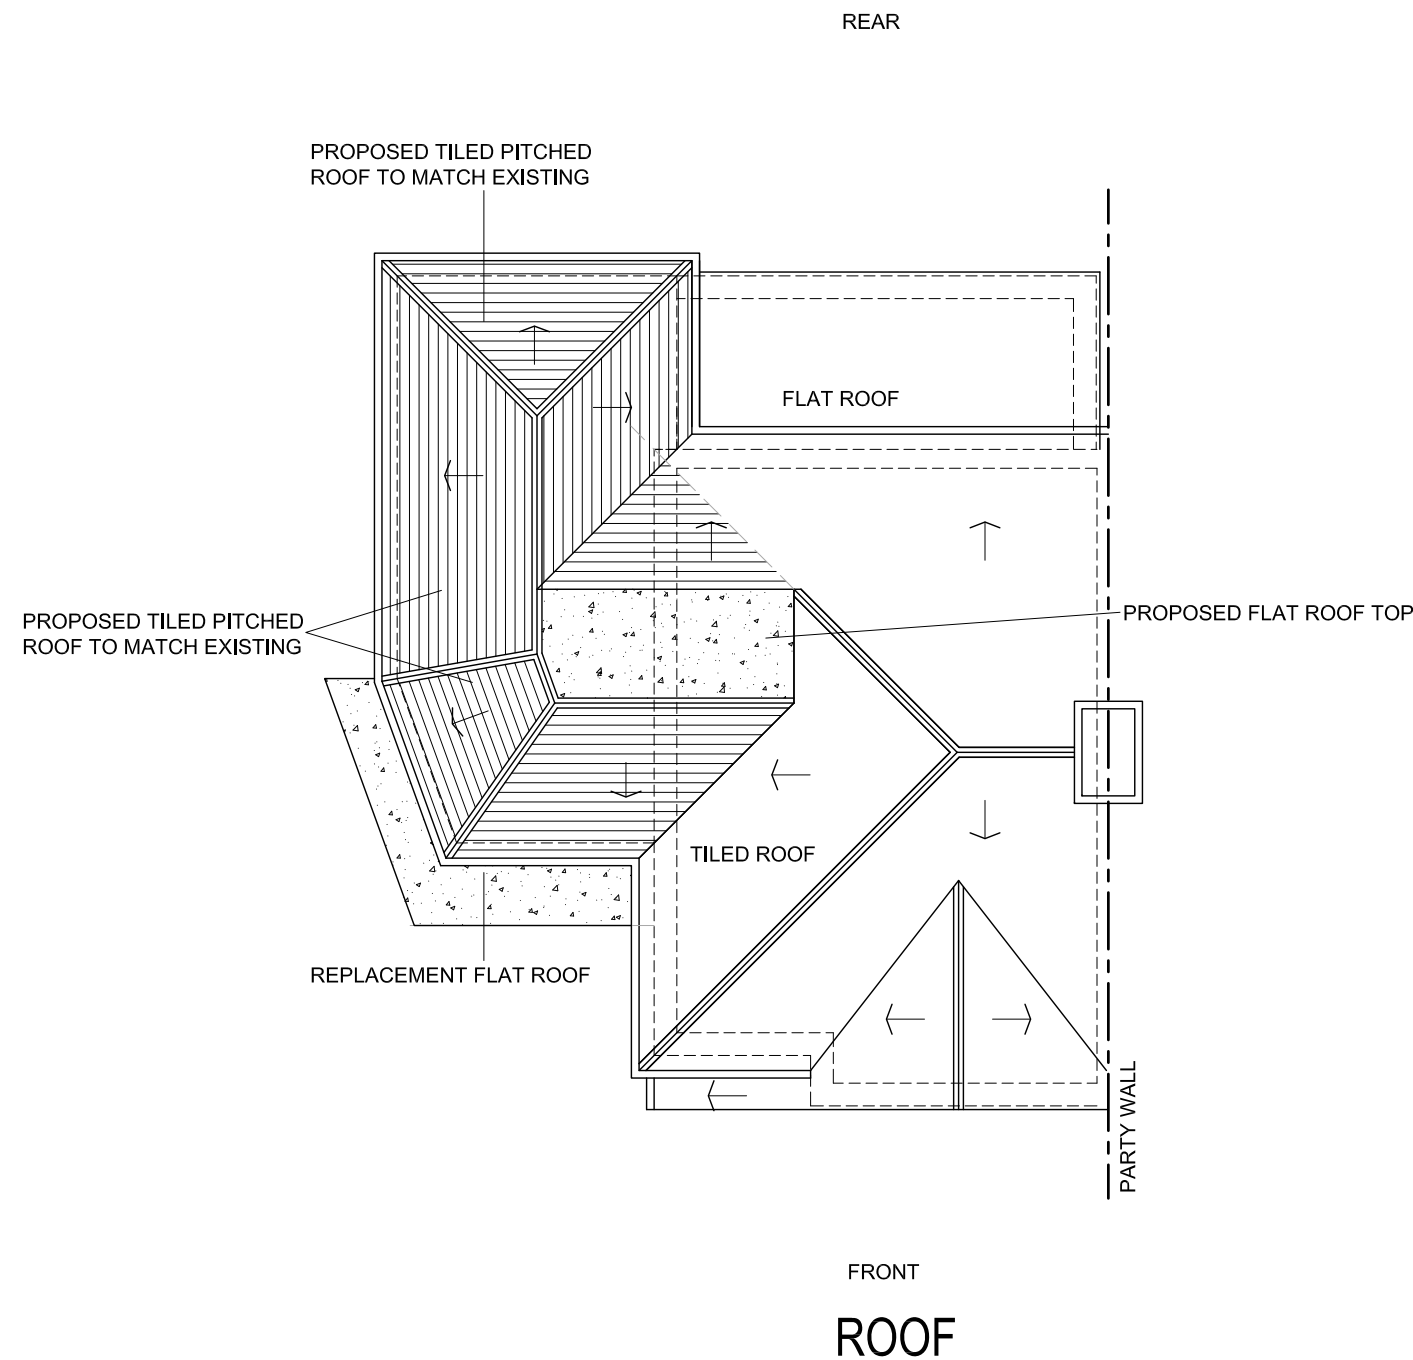 REAR
PROPOSED TILED PITCHED
ROOF TO MATCH EXISTING
FLAT ROOF
PROPOSED TILED PITCHED
ROOF TO MATCH EXISTING
PROPOSED FLAT ROOF TOP
TILED ROOF
REPLACEMENT FLAT ROOF
PARTY WALL
FRONT
ROOF